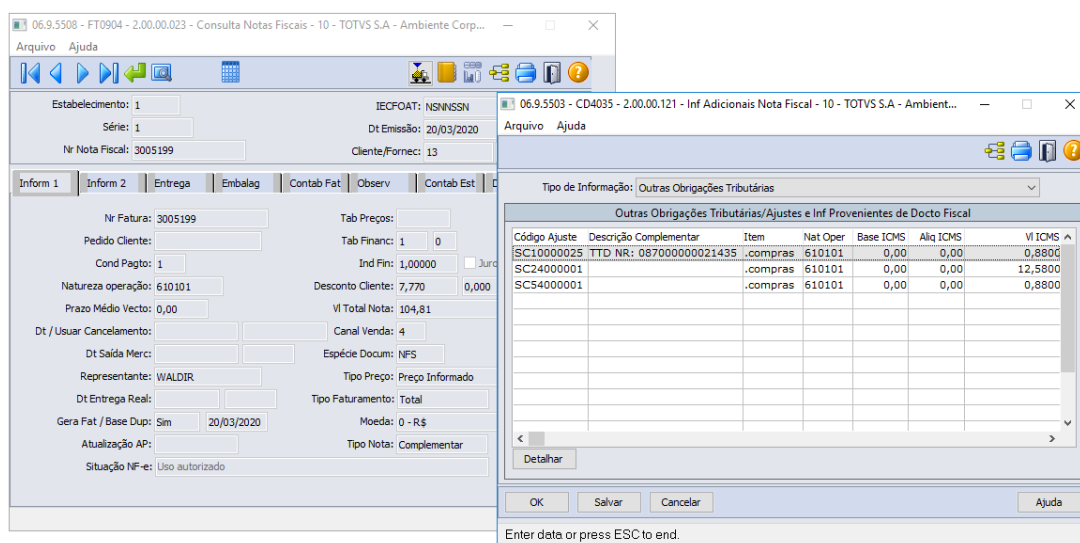 06.9.5508 - FT0904 - 2.00.00.023 - Consulta Notas Fiscais - 10 - TOTVS S.A - Ambiente Corp...
Arquivo Ajuda
Estabelecimento: 1 IECFOAT: NSNNSSN
Série: 1 Dt Emissão: 20/03/2020
Nr Nota Fiscal: 3005199 Cliente/Fornec: 13
Inform 1 Inform 2 Entrega Embalag Contab Fat Observ Contab Est
Nr Fatura: 3005199 Tab Preços:
Pedido Cliente: Tab Financ: 1 0
Cond Pagto: 1 Ind Fin: 1,00000
Natureza operação: 610101 Desconto Cliente: 7,770 0,000
Prazo Médio Vecto: 0,00 Vl Total Nota: 104,81
Dt / Usuar Cancelamento: Canal Venda: 4
Dt Saída Merc: Espécie Docum: NFS
Representante: WALDIR Tipo Preço: Preço Informado
Dt Entrega Real: Tipo Faturamento: Total
Gera Fat / Base Dup: Sim 20/03/2020 Moeda: 0 - R$
Atualização AP: Tipo Nota: Complementar
Situação NF-e: Uso autorizado
06.9.5503 - CD4035 - 2.00.00.121 - Inf Adicionais Nota Fiscal - 10 - TOTVS S.A - Ambient...
Arquivo Ajuda
Tipo de Informação: Outras Obrigações Tributárias
Outras Obrigações Tributárias/Ajustes e Inf Provenientes de Docto Fiscal
Código Ajuste Descrição Complementar Item Nat Oper Base ICMS Aliq ICMS Vl ICMS
SC10000025 TTD NR: 087000000021435 .compras 610101 0,00 0,00 0,8800
SC24000001 .compras 610101 0,00 0,00 12,5800
SC54000001 .compras 610101 0,00 0,00 0,8800
Detalhar
OK Salvar Cancelar Ajuda
Enter data or press ESC to end.